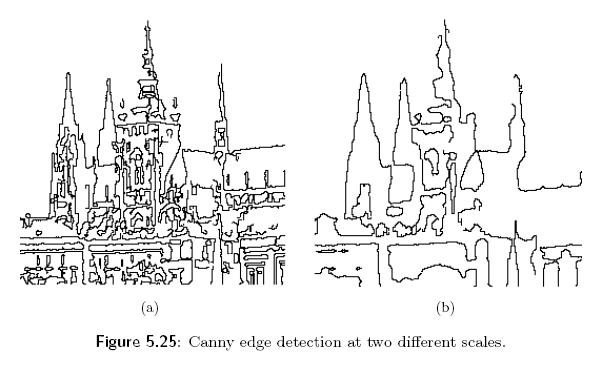 (a) (b)
Figure 5.25: Canny edge detection at two different scales.